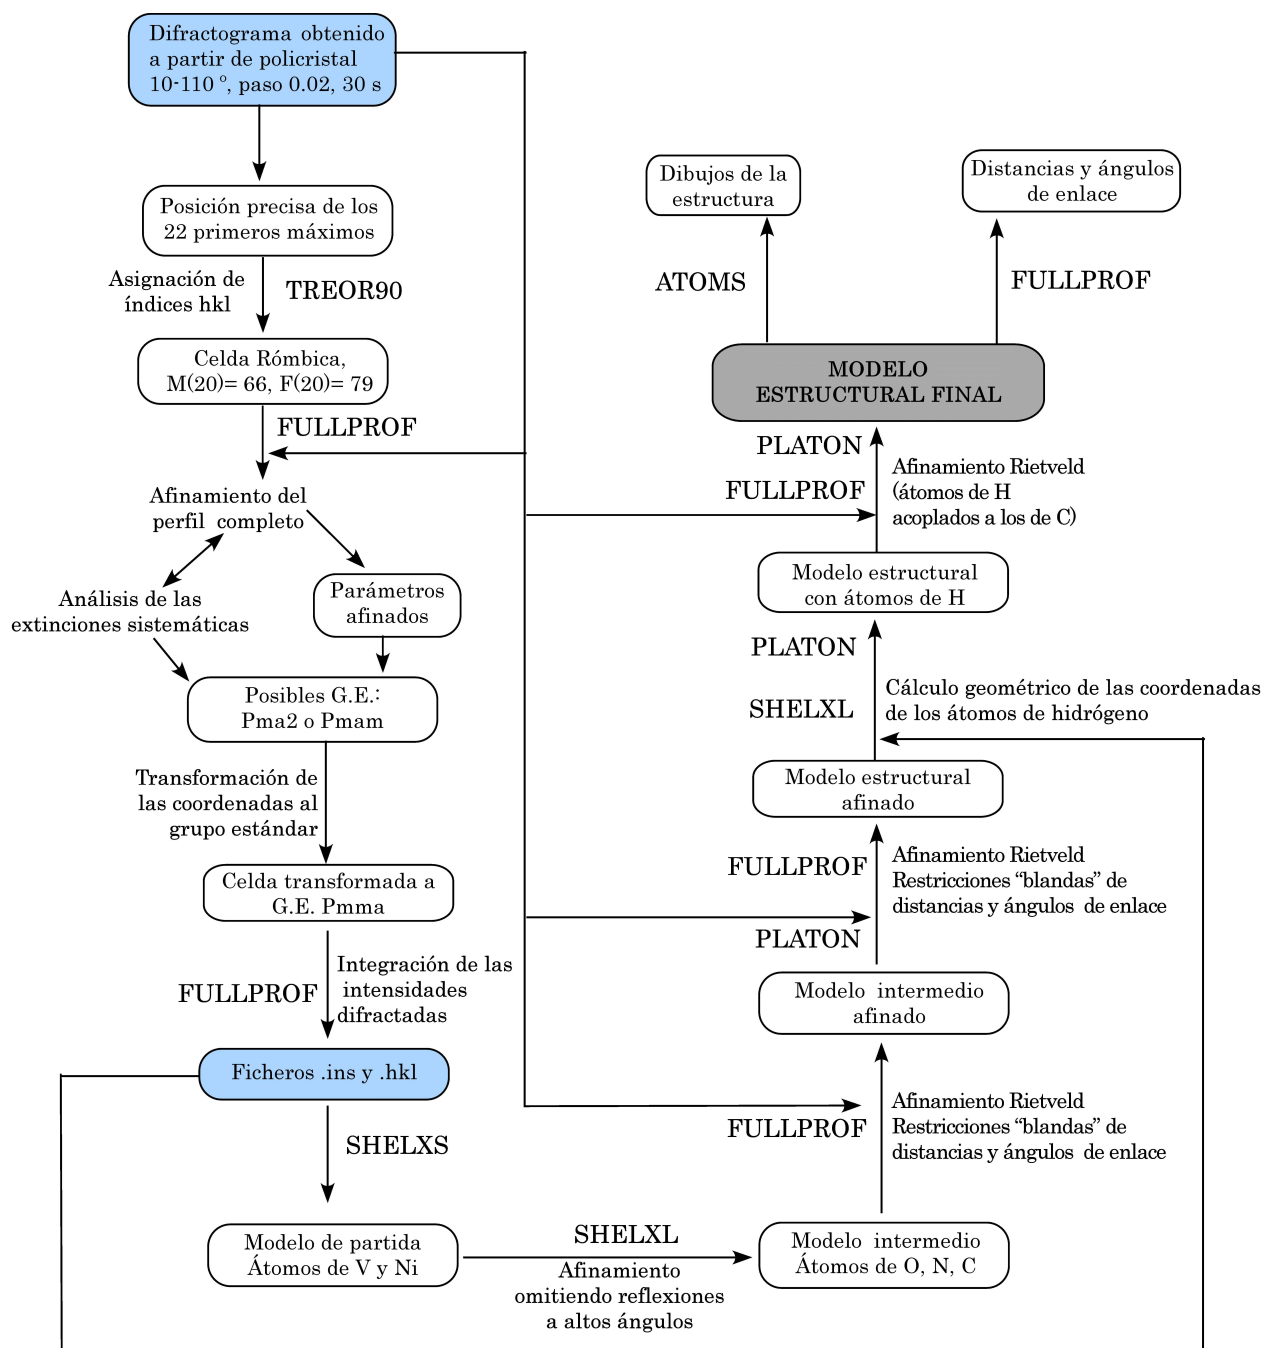 Difractograma obtenido
a partir de policristal
10-110 º, paso 0.02, 30 s
Posición precisa de los
22 primeros máximos
Asignación de
índices hkl
TREOR90
Celda Rómbica,
M(20)= 66, F(20)= 79
FULLPROF
Afinamiento del
perfil completo
Análisis de las
extinciones sistemáticas
Parámetros
afinados
Posibles G.E.:
Pma2 o Pmam
Transformación de
las coordenadas al
grupo estándar
Celda transformada a
G.E. Pmma
FULLPROF
Integración de las
intensidades
difractadas
Ficheros .ins y .hkl
SHELXS
Modelo de partida
Átomos de V y Ni
SHELXL
Afinamiento
omitiendo reflexiones
a altos ángulos
Modelo intermedio
Átomos de O, N, C
FULLPROF
Afinamiento Rietveld
Restricciones “blandas” de
distancias y ángulos de enlace
Modelo intermedio
afinado
PLATON
FULLPROF
Afinamiento Rietveld
Restricciones “blandas” de
distancias y ángulos de enlace
Modelo estructural
afinado
SHELXL
PLATON
Cálculo geométrico de las coordenadas
de los átomos de hidrógeno
Modelo estructural
con átomos de H
FULLPROF
PLATON
Afinamiento Rietveld
(átomos de H
acoplados a los de C)
MODELO
ESTRUCTURAL FINAL
ATOMS
FULLPROF
Dibujos de la
estructura
Distancias y ángulos
de enlace